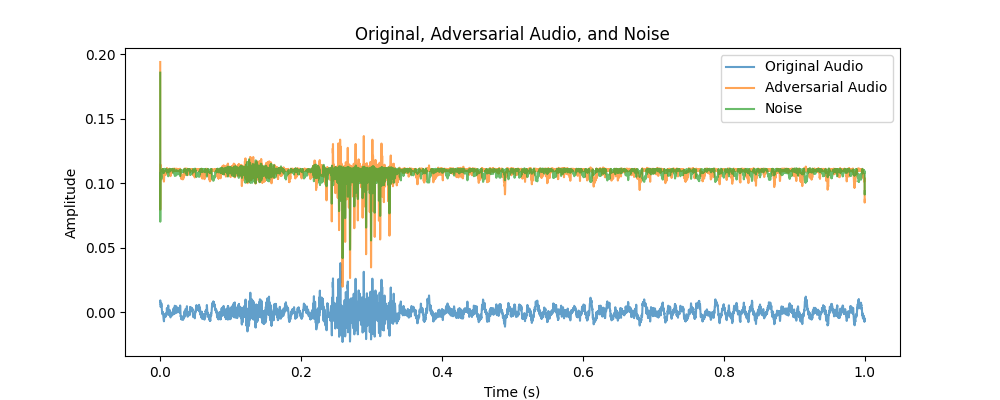 Original, Adversarial Audio, and Noise
Original Audio
Adversarial Audio
Noise
Amplitude
0.20
0.15
0.10
0.05
0.00
0.0 0.2 0.4 0.6 0.8 1.0
Time (s)